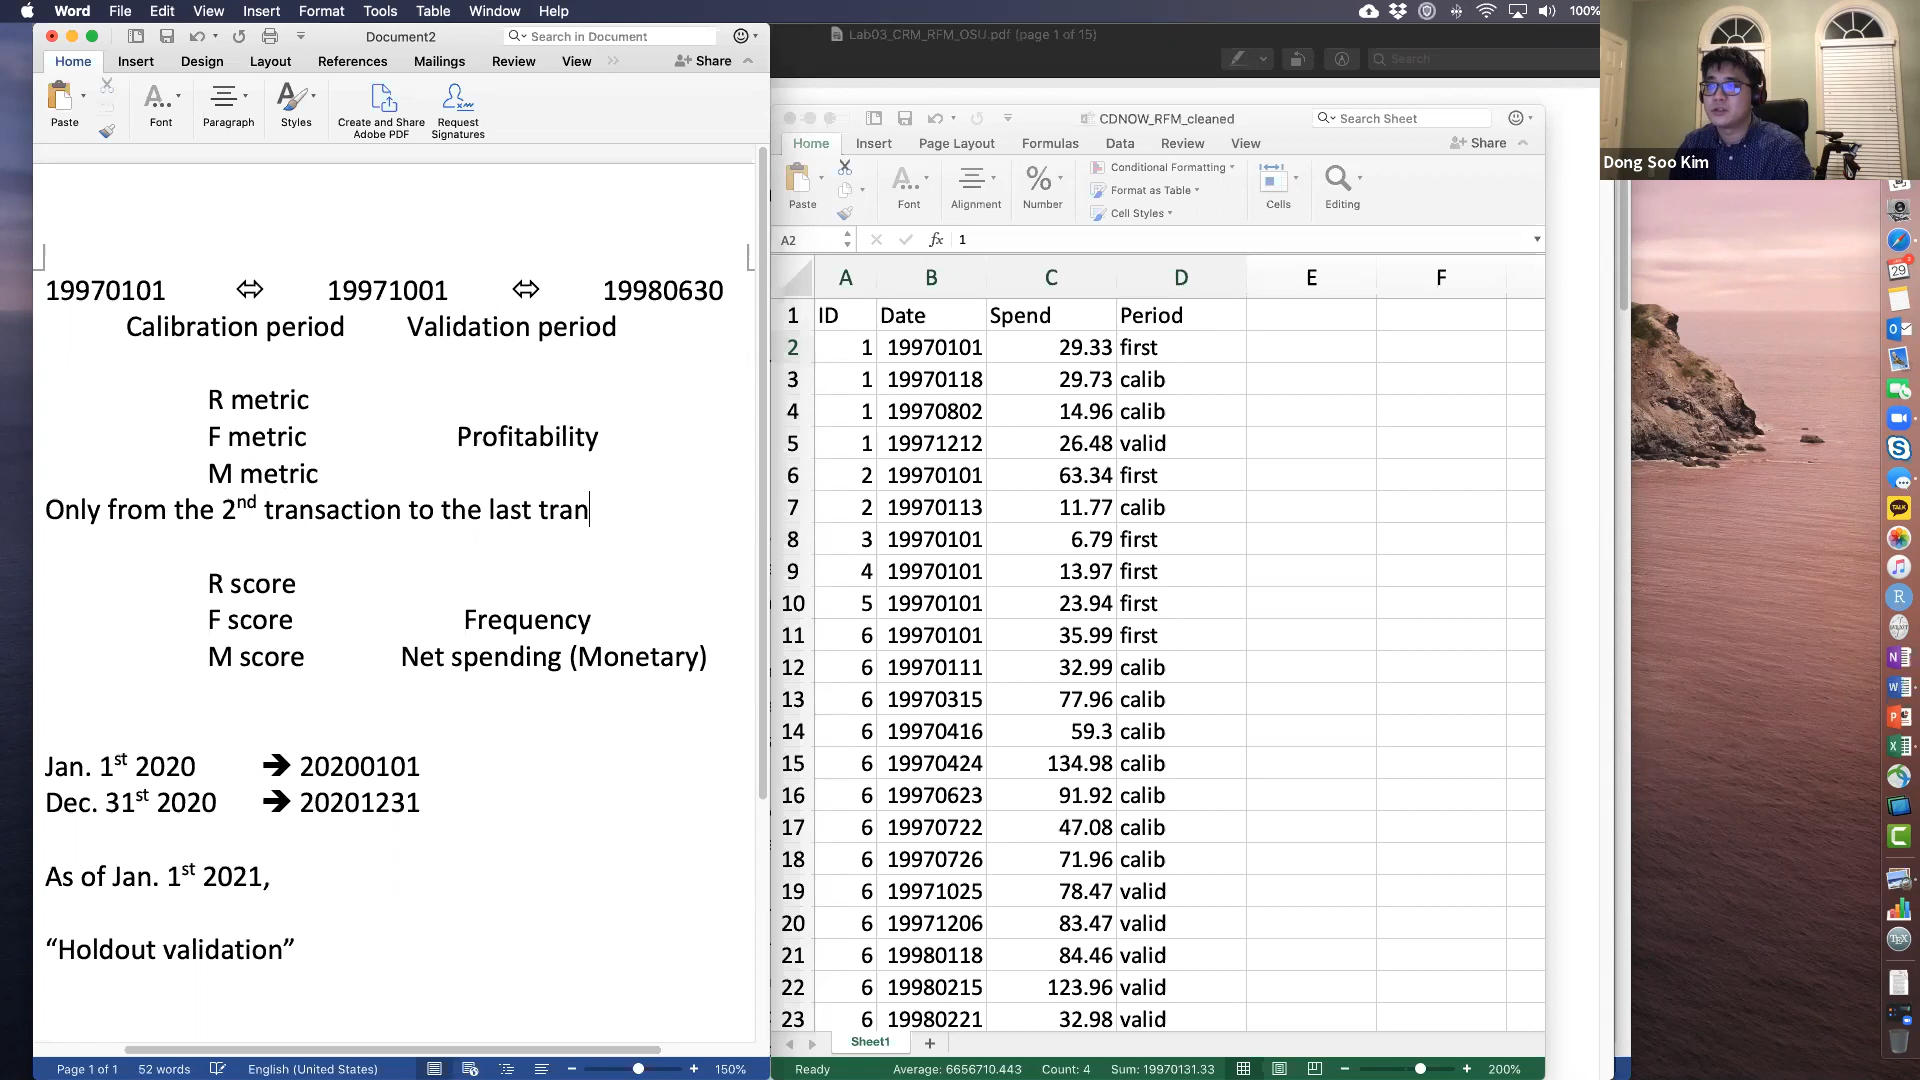 Word File Edit View Insert Format Tools Table Window Help
100%
Document2
Search in Document
Home Insert Design Layout References Mailings Review View Share
Paste Font Paragraph Styles Create and Share Adobe PDF Request Signatures
19970101 ⇔ 19971001 ⇔ 19980630
Calibration period Validation period
R metric
F metric Profitability
M metric
Only from the 2nd transaction to the last tran
R score
F score Frequency
M score Net spending (Monetary)
Jan. 1st 2020 ➔ 20200101
Dec. 31st 2020 ➔ 20201231
As of Jan. 1st 2021,
“Holdout validation”
Page 1 of 1 52 words English (United States) 150%
Lab03_CRM_RFM_OSU.pdf (page 1 of 15)
Search
CDNOW_RFM_cleaned
Search Sheet
Home Insert Page Layout Formulas Data Review View Share
Paste Font Alignment Number Conditional Formatting Format as Table Cell Styles Cells Editing
A2 fx 1
A B C D E F
1 ID Date Spend Period
2 1 19970101 29.33 first
3 1 19970118 29.73 calib
4 1 19970802 14.96 calib
5 1 19971212 26.48 valid
6 2 19970101 63.34 first
7 2 19970113 11.77 calib
8 3 19970101 6.79 first
9 4 19970101 13.97 first
10 5 19970101 23.94 first
11 6 19970101 35.99 first
12 6 19970111 32.99 calib
13 6 19970315 77.96 calib
14 6 19970416 59.3 calib
15 6 19970424 134.98 calib
16 6 19970623 91.92 calib
17 6 19970722 47.08 calib
18 6 19970726 71.96 calib
19 6 19971025 78.47 valid
20 6 19971206 83.47 valid
21 6 19980118 84.46 valid
22 6 19980215 123.96 valid
23 6 19980221 32.98 valid
Sheet1
Ready Average: 6656710.443 Count: 4 Sum: 19970131.33 200%
Dong Soo Kim
29
TALK
R
TEX